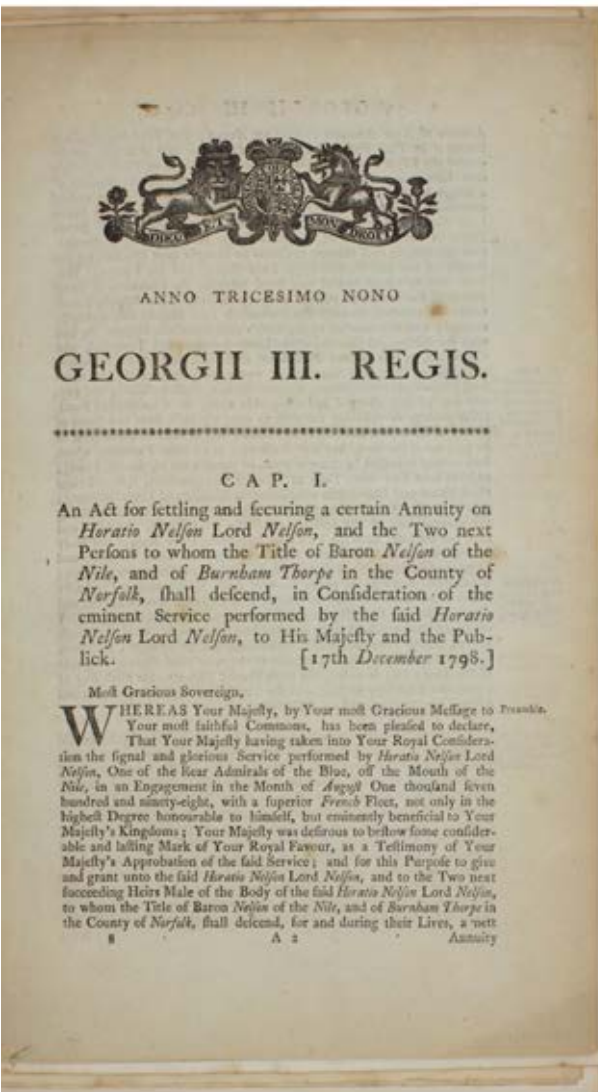 DIEU ET MON DROIT
ANNO TRICESIMO NONO
GEORGII III. REGIS.
CAP. I.
An Act for ſettling and ſecuring a certain Annuity on
Horatio Nelſon Lord Nelſon, and the Two next
Perſons to whom the Title of Baron Nelſon of the
Nile, and of Burnham Thorpe in the County of
Norfolk, ſhall deſcend, in Conſideration of the
eminent Service performed by the ſaid Horatio
Nelſon Lord Nelſon, to His Majeſty and the Pub-
lick. [17th December 1798.]
Moſt Gracious Sovereign,
WHEREAS Your Majeſty, by Your moſt Gracious Meſſage to Preamble.
Your moſt faithful Commons, has been pleaſed to declare,
That Your Majeſty having taken into Your Royal Conſidera-
tion the ſignal and glorious Service performed by Horatio Nelſon Lord
Nelſon, One of the Rear Admirals of the Blue, off the Mouth of the
Nile, in an Engagement in the Month of Auguſt One thouſand ſeven
hundred and ninety-eight, with a ſuperior French Fleet, not only in the
higheſt Degree honourable to himſelf, but eminently beneficial to Your
Majeſty's Kingdoms; Your Majeſty was deſirous to beſtow ſome conſider-
able and laſting Mark of Your Royal Favour, as a Teſtimony of Your
Majeſty's Approbation of the ſaid Service; and for this Purpoſe to give
and grant unto the ſaid Horatio Nelſon Lord Nelſon, and to the Two next
ſucceeding Heirs Male of the Body of the ſaid Horatio Nelſon Lord Nelſon,
to whom the Title of Baron Nelſon of the Nile, and of Burnham Thorpe in
the County of Norfolk, ſhall deſcend, for and during their Lives, a nett
8 A 2 Annuity